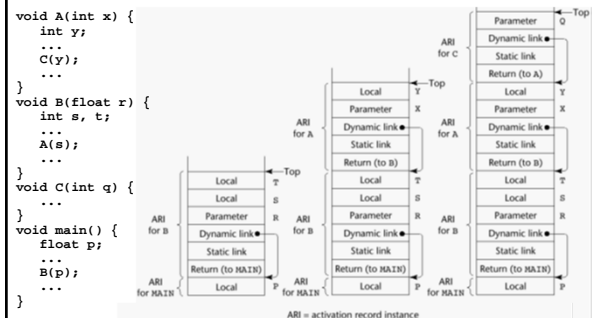 void A(int x) {
int y;
...
C(y);
...
}
void B(float r) {
int s, t;
...
A(s);
...
}
void C(int q) {
...
}
void main() {
float p;
...
B(p);
...
}
Top
Local T
Local S
ARI for B
Parameter R
Dynamic link
Static link
Return (to MAIN)
ARI for MAIN
Local P
Top
Local Y
Parameter X
ARI for A
Dynamic link
Static link
Return (to B)
Local T
Local S
ARI for B
Parameter R
Dynamic link
Static link
Return (to MAIN)
ARI for MAIN
Local P
Top
Parameter Q
ARI for C
Dynamic link
Static link
Return (to A)
Local Y
Parameter X
ARI for A
Dynamic link
Static link
Return (to B)
Local T
Local S
ARI for B
Parameter R
Dynamic link
Static link
Return (to MAIN)
ARI for MAIN
Local P
ARI = activation record instance